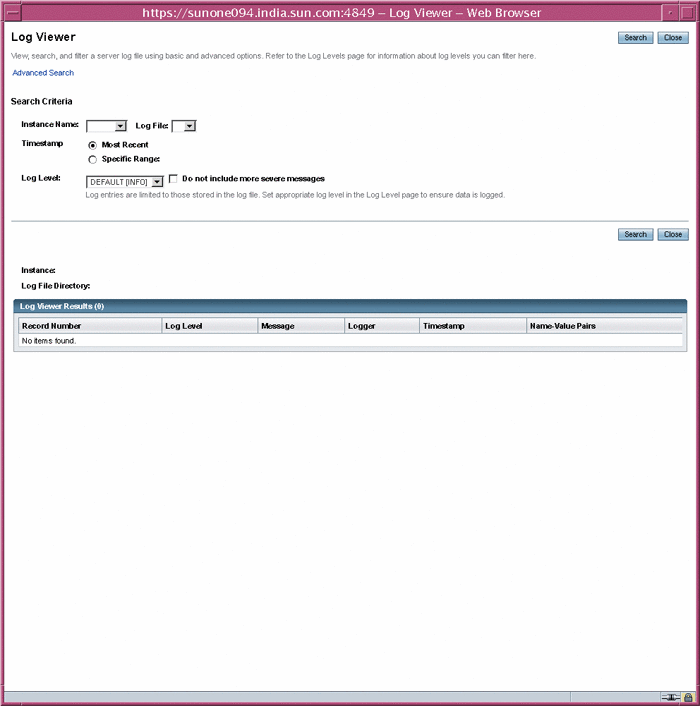 https://sunone094.india.sun.com:4849 – Log Viewer – Web Browser
Log Viewer
Search Close
View, search, and filter a server log file using basic and advanced options. Refer to the Log Levels page for information about log levels you can filter here.
Advanced Search
Search Criteria
Instance Name: Log File:
Timestamp Most Recent
Specific Range:
Log Level: DEFAULT [INFO] Do not include more severe messages
Log entries are limited to those stored in the log file. Set appropriate log level in the Log Level page to ensure data is logged.
Search Close
Instance:
Log File Directory:
Log Viewer Results (0)
Record Number Log Level Message Logger Timestamp Name-Value Pairs
No items found.